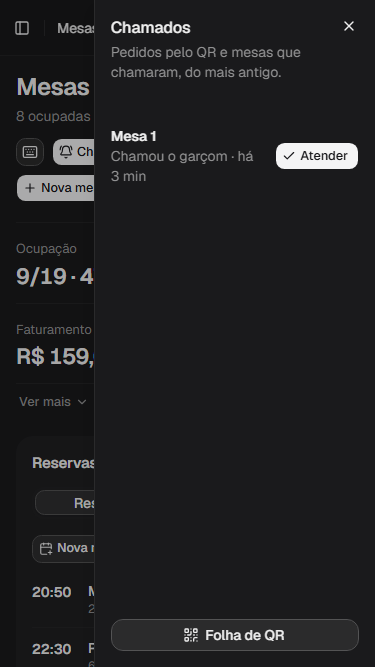 Chamados
Pedidos pelo QR e mesas que
chamaram, do mais antigo.
Mesa 1
Chamou o garçom · há
3 min
Atender
Folha de QR
Mesas
Mesas
8 ocupadas
Ch
Nova me
Ocupação
9/19 · 4
Faturamento
R$ 159,
Ver mais
Reservas
Res
Nova r
20:50
22:30